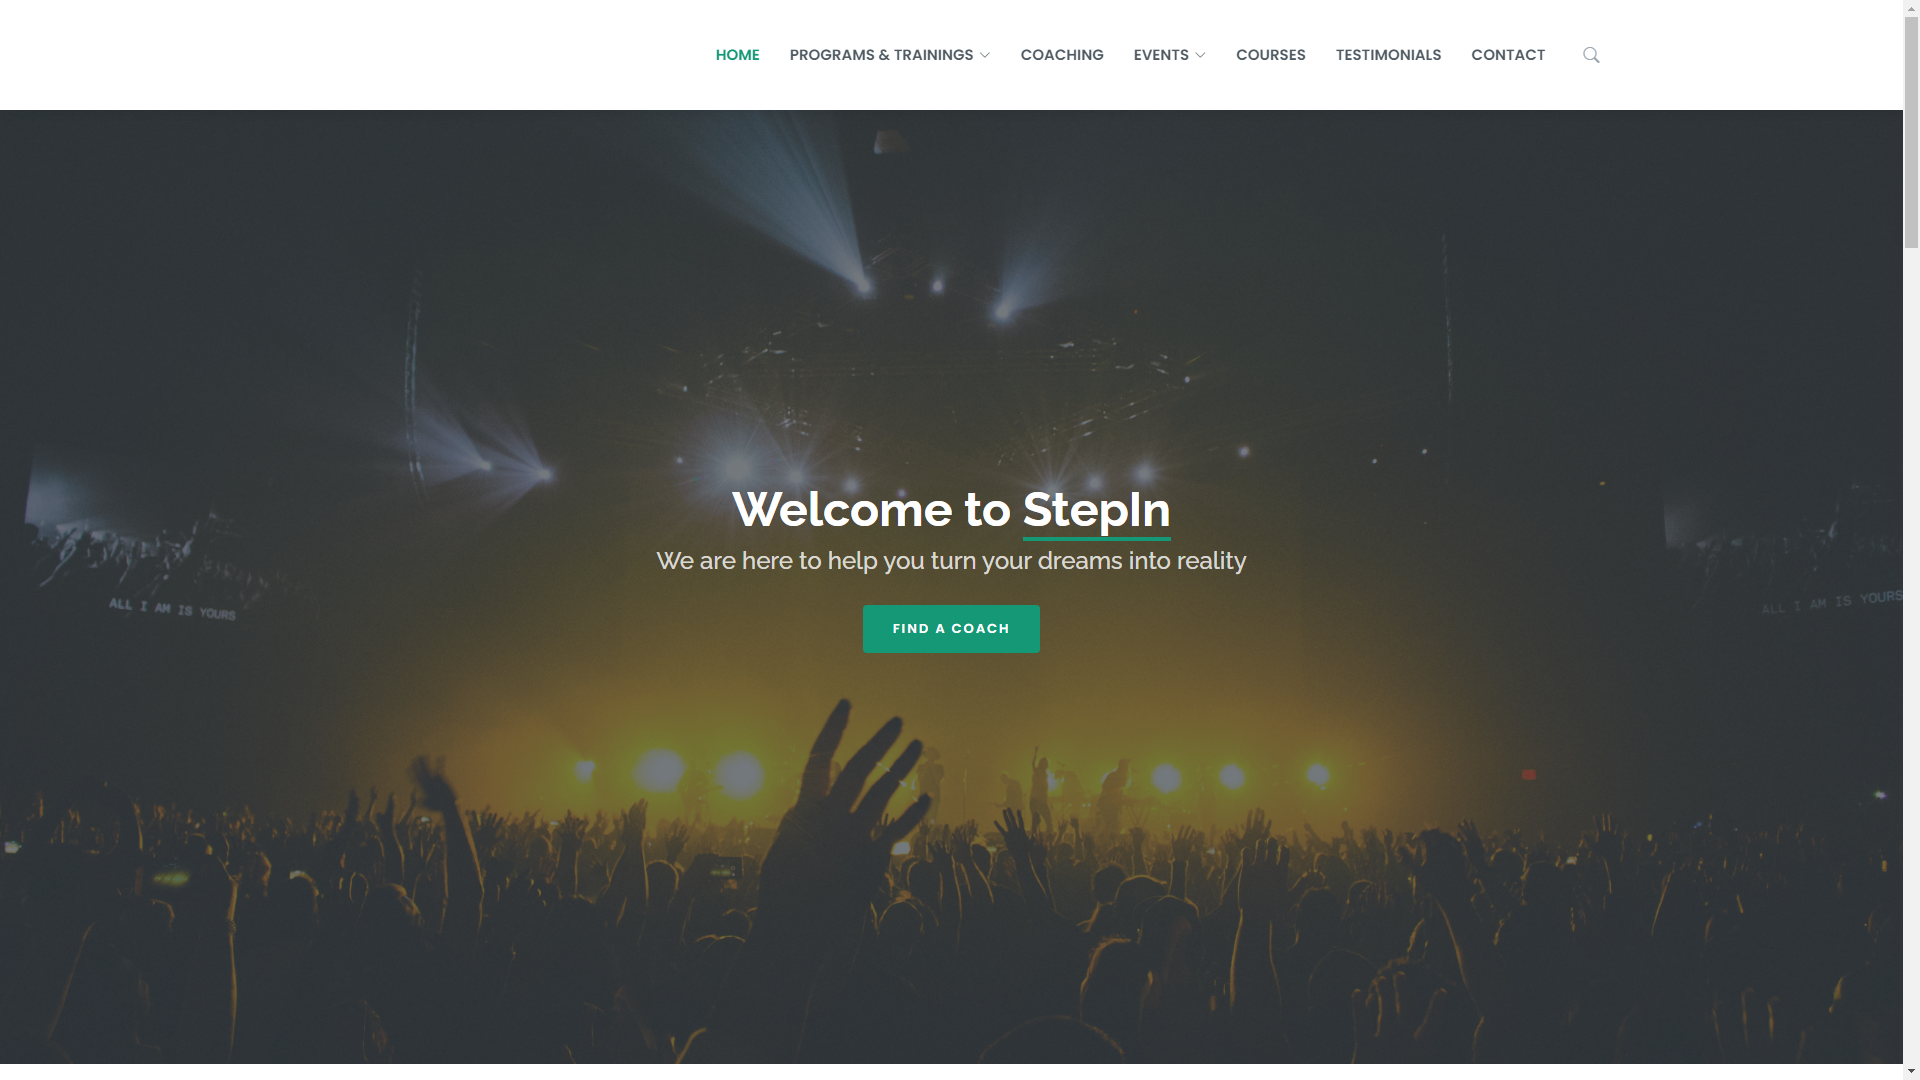 HOME PROGRAMS & TRAININGS COACHING EVENTS COURSES TESTIMONIALS CONTACT
Welcome to StepIn
We are here to help you turn your dreams into reality
ALL I AM IS YOURS
ALL I AM IS YOURS
FIND A COACH